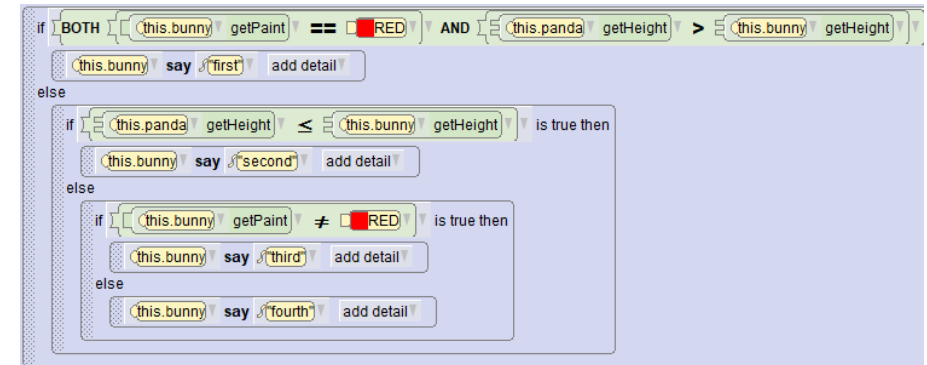 if BOTH this.bunny getPaint == RED AND this.panda getHeight > this.bunny getHeight
this.bunny say "first" add detail
else
if this.panda getHeight ≤ this.bunny getHeight is true then
this.bunny say "second" add detail
else
if this.bunny getPaint ≠ RED is true then
this.bunny say "third" add detail
else
this.bunny say "fourth" add detail